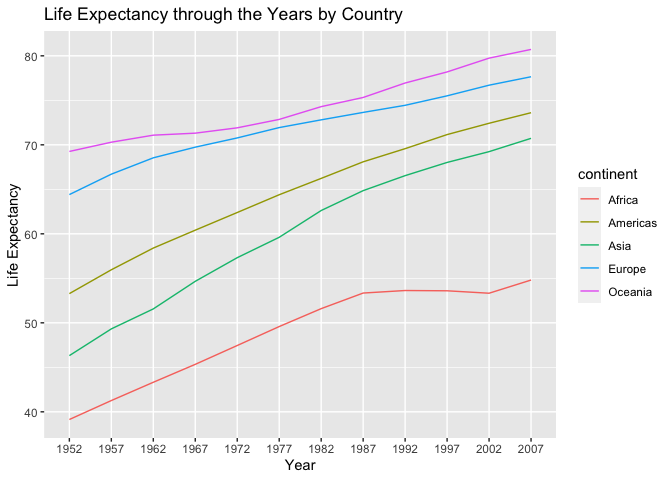 Life Expectancy through the Years by Country
Life Expectancy
80
70
60
50
40
1952 1957 1962 1967 1972 1977 1982 1987 1992 1997 2002 2007
Year
continent
Africa
Americas
Asia
Europe
Oceania